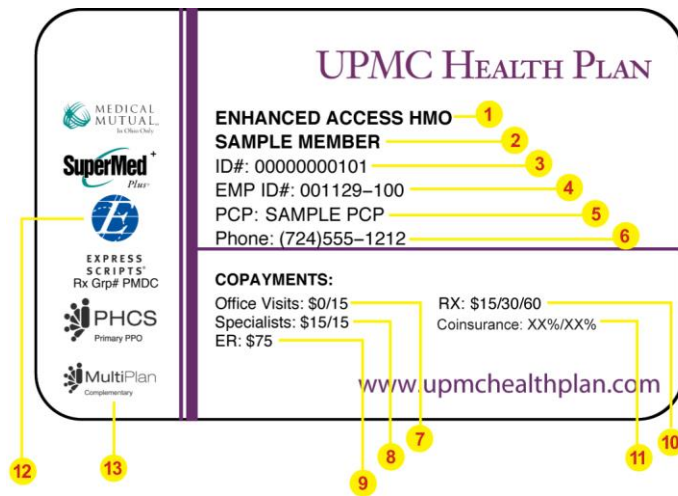 UPMC HEALTH PLAN
MEDICAL
MUTUAL
In Ohio Only
SuperMed+
Plus
EXPRESS
SCRIPTS®
Rx Grp# PMDC
PHCS
Primary PPO
MultiPlan
Complementary
ENHANCED ACCESS HMO 1
SAMPLE MEMBER 2
ID#: 00000000101 3
EMP ID#: 001129-100 4
PCP: SAMPLE PCP 5
Phone: (724)555-1212 6
COPAYMENTS:
Office Visits: $0/15
Specialists: $15/15
ER: $75
RX: $15/30/60
Coinsurance: XX%/XX%
www.upmchealthplan.com
7
8
9
10
11
12
13